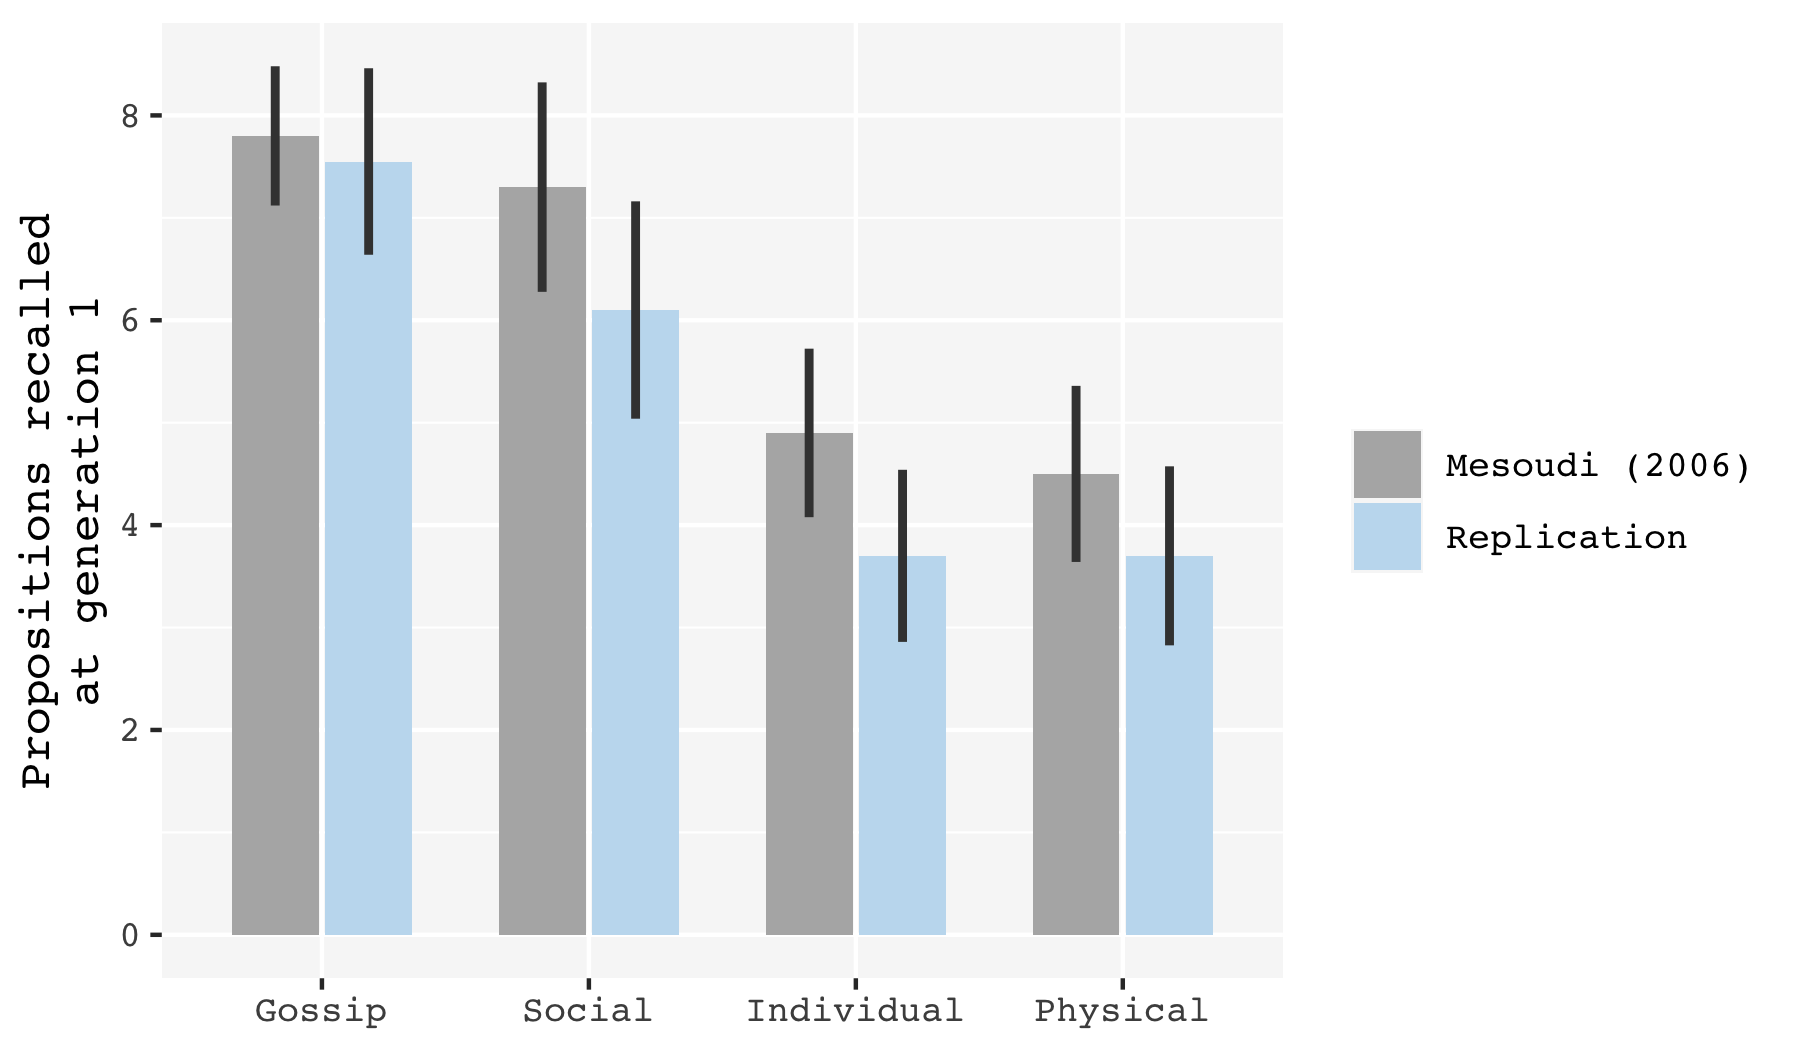 Propositions recalled
at generation 1
8
6
4
2
0
Gossip
Social
Individual
Physical
Mesoudi (2006)
Replication